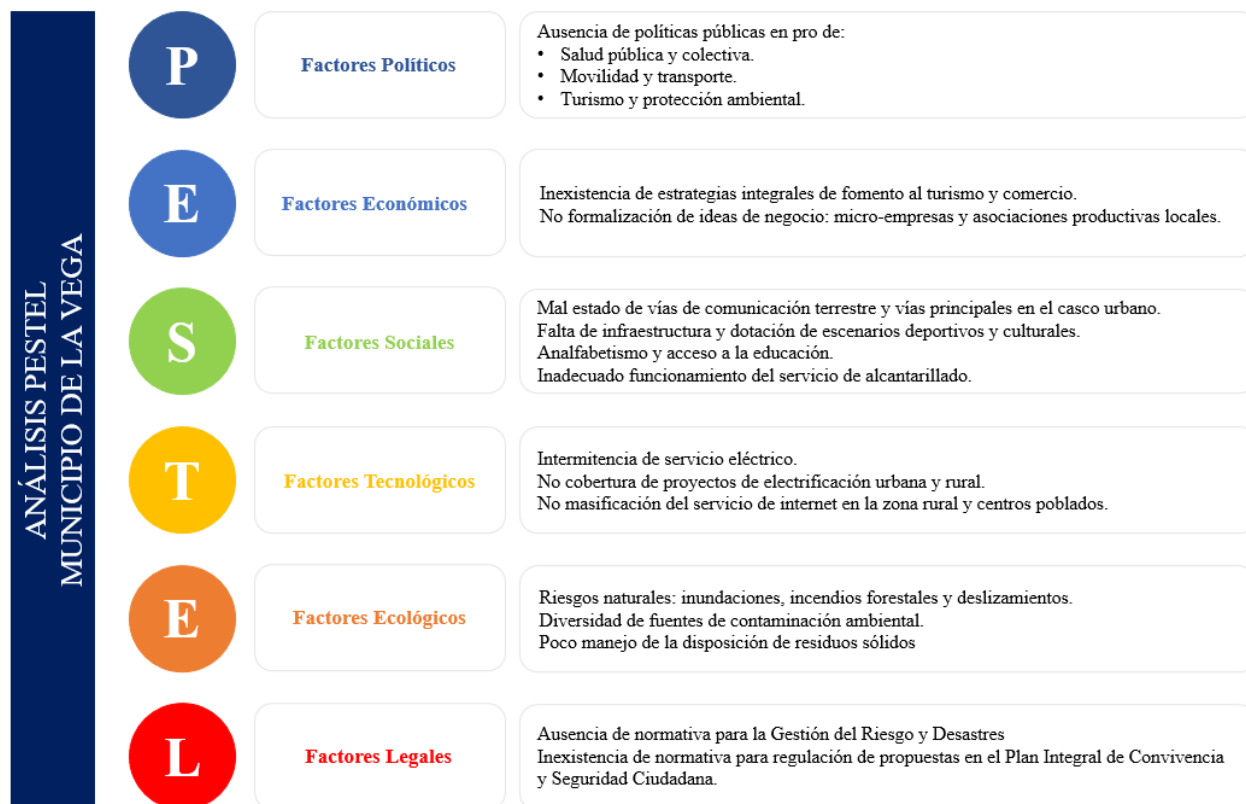 ANÁLISIS PESTEL
MUNICIPIO DE LA VEGA
P
Factores Políticos
Ausencia de políticas públicas en pro de:
• Salud pública y colectiva.
• Movilidad y transporte.
• Turismo y protección ambiental.
E
Factores Económicos
Inexistencia de estrategias integrales de fomento al turismo y comercio.
No formalización de ideas de negocio: micro-empresas y asociaciones productivas locales.
S
Factores Sociales
Mal estado de vías de comunicación terrestre y vías principales en el casco urbano.
Falta de infraestructura y dotación de escenarios deportivos y culturales.
Analfabetismo y acceso a la educación.
Inadecuado funcionamiento del servicio de alcantarillado.
T
Factores Tecnológicos
Intermitencia de servicio eléctrico.
No cobertura de proyectos de electrificación urbana y rural.
No masificación del servicio de internet en la zona rural y centros poblados.
E
Factores Ecológicos
Riesgos naturales: inundaciones, incendios forestales y deslizamientos.
Diversidad de fuentes de contaminación ambiental.
Poco manejo de la disposición de residuos sólidos
L
Factores Legales
Ausencia de normativa para la Gestión del Riesgo y Desastres
Inexistencia de normativa para regulación de propuestas en el Plan Integral de Convivencia
y Seguridad Ciudadana.